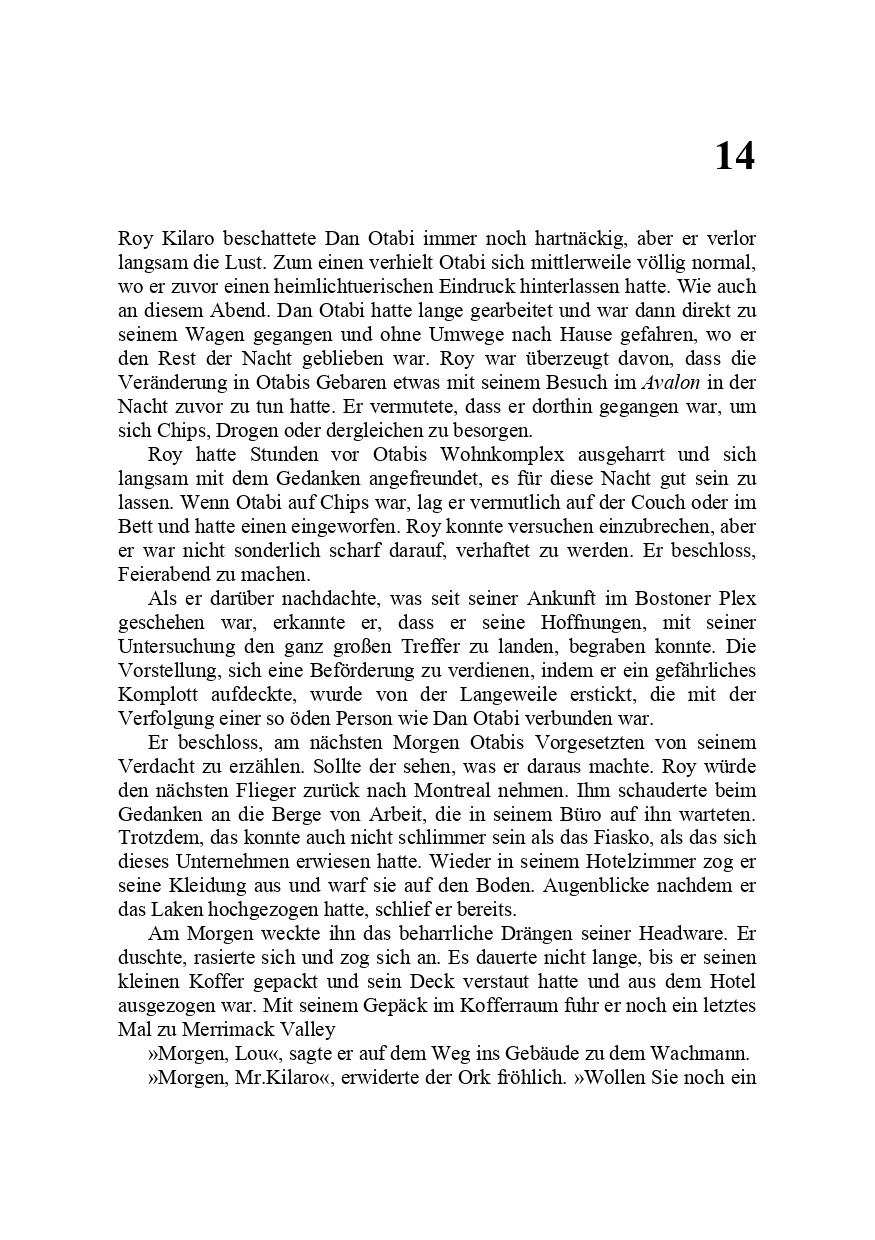 14
Roy Kilaro beschattete Dan Otabi immer noch hartnäckig, aber er verlor
langsam die Lust. Zum einen verhielt Otabi sich mittlerweile völlig normal,
wo er zuvor einen heimlichtuerischen Eindruck hinterlassen hatte. Wie auch
an diesem Abend. Dan Otabi hatte lange gearbeitet und war dann direkt zu
seinem Wagen gegangen und ohne Umwege nach Hause gefahren, wo er
den Rest der Nacht geblieben war. Roy war überzeugt davon, dass die
Veränderung in Otabis Gebaren etwas mit seinem Besuch im Avalon in der
Nacht zuvor zu tun hatte. Er vermutete, dass er dorthin gegangen war, um
sich Chips, Drogen oder dergleichen zu besorgen.
Roy hatte Stunden vor Otabis Wohnkomplex ausgeharrt und sich
langsam mit dem Gedanken angefreundet, es für diese Nacht gut sein zu
lassen. Wenn Otabi auf Chips war, lag er vermutlich auf der Couch oder im
Bett und hatte einen eingeworfen. Roy konnte versuchen einzubrechen, aber
er war nicht sonderlich scharf darauf, verhaftet zu werden. Er beschloss,
Feierabend zu machen.
Als er darüber nachdachte, was seit seiner Ankunft im Bostoner Plex
geschehen war, erkannte er, dass er seine Hoffnungen, mit seiner
Untersuchung den ganz großen Treffer zu landen, begraben konnte. Die
Vorstellung, sich eine Beförderung zu verdienen, indem er ein gefährliches
Komplott aufdeckte, wurde von der Langeweile erstickt, die mit der
Verfolgung einer so öden Person wie Dan Otabi verbunden war.
Er beschloss, am nächsten Morgen Otabis Vorgesetzten von seinem
Verdacht zu erzählen. Sollte der sehen, was er daraus machte. Roy würde
den nächsten Flieger zurück nach Montreal nehmen. Ihm schauderte beim
Gedanken an die Berge von Arbeit, die in seinem Büro auf ihn warteten.
Trotzdem, das konnte auch nicht schlimmer sein als das Fiasko, als das sich
dieses Unternehmen erwiesen hatte. Wieder in seinem Hotelzimmer zog er
seine Kleidung aus und warf sie auf den Boden. Augenblicke nachdem er
das Laken hochgezogen hatte, schlief er bereits.
Am Morgen weckte ihn das beharrliche Drängen seiner Headware. Er
duschte, rasierte sich und zog sich an. Es dauerte nicht lange, bis er seinen
kleinen Koffer gepackt und sein Deck verstaut hatte und aus dem Hotel
ausgezogen war. Mit seinem Gepäck im Kofferraum fuhr er noch ein letztes
Mal zu Merrimack Valley
»Morgen, Lou«, sagte er auf dem Weg ins Gebäude zu dem Wachmann.
»Morgen, Mr.Kilaro«, erwiderte der Ork fröhlich. »Wollen Sie noch ein